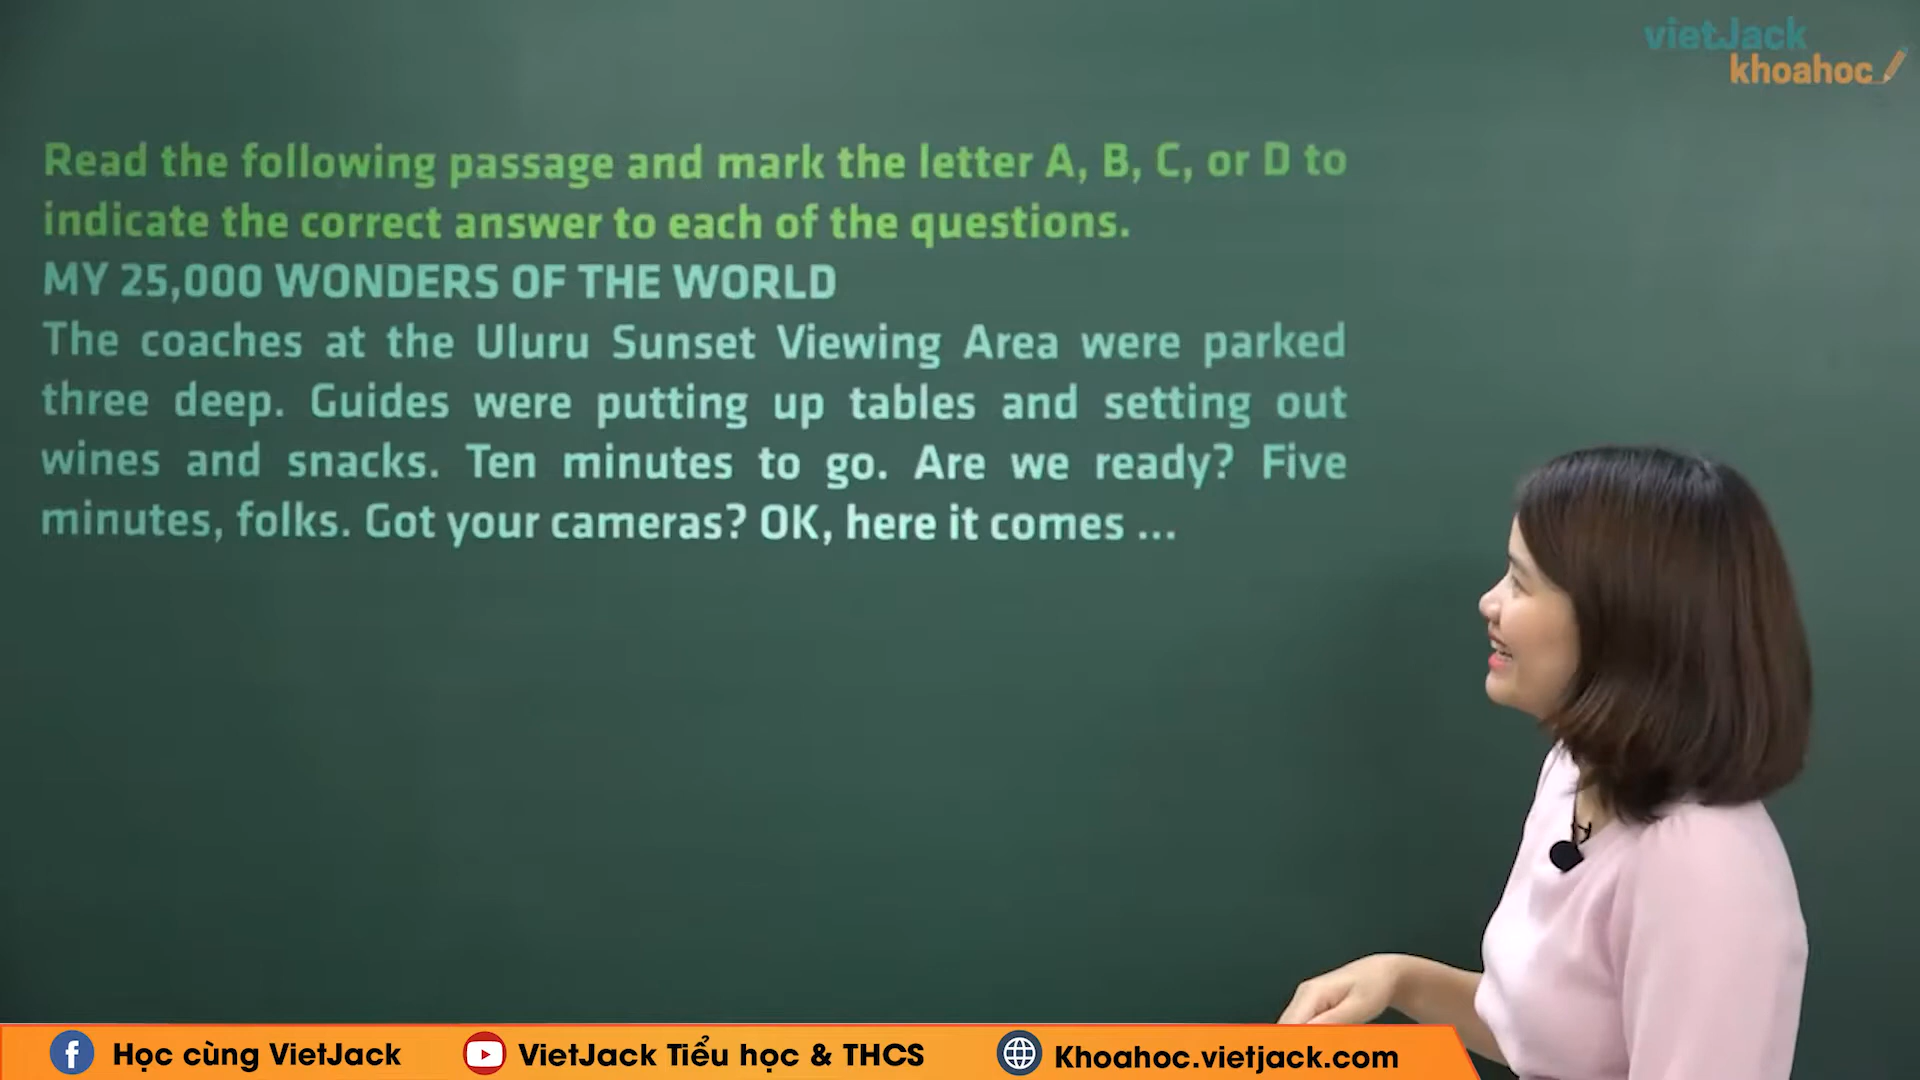 vietJack
khoahoc
Read the following passage and mark the letter A, B, C, or D to
indicate the correct answer to each of the questions.
MY 25,000 WONDERS OF THE WORLD
The coaches at the Uluru Sunset Viewing Area were parked
three deep. Guides were putting up tables and setting out
wines and snacks. Ten minutes to go. Are we ready? Five
minutes, folks. Got your cameras? OK, here it comes ...
Học cùng VietJack
VietJack Tiểu học & THCS
Khoahoc.vietjack.com